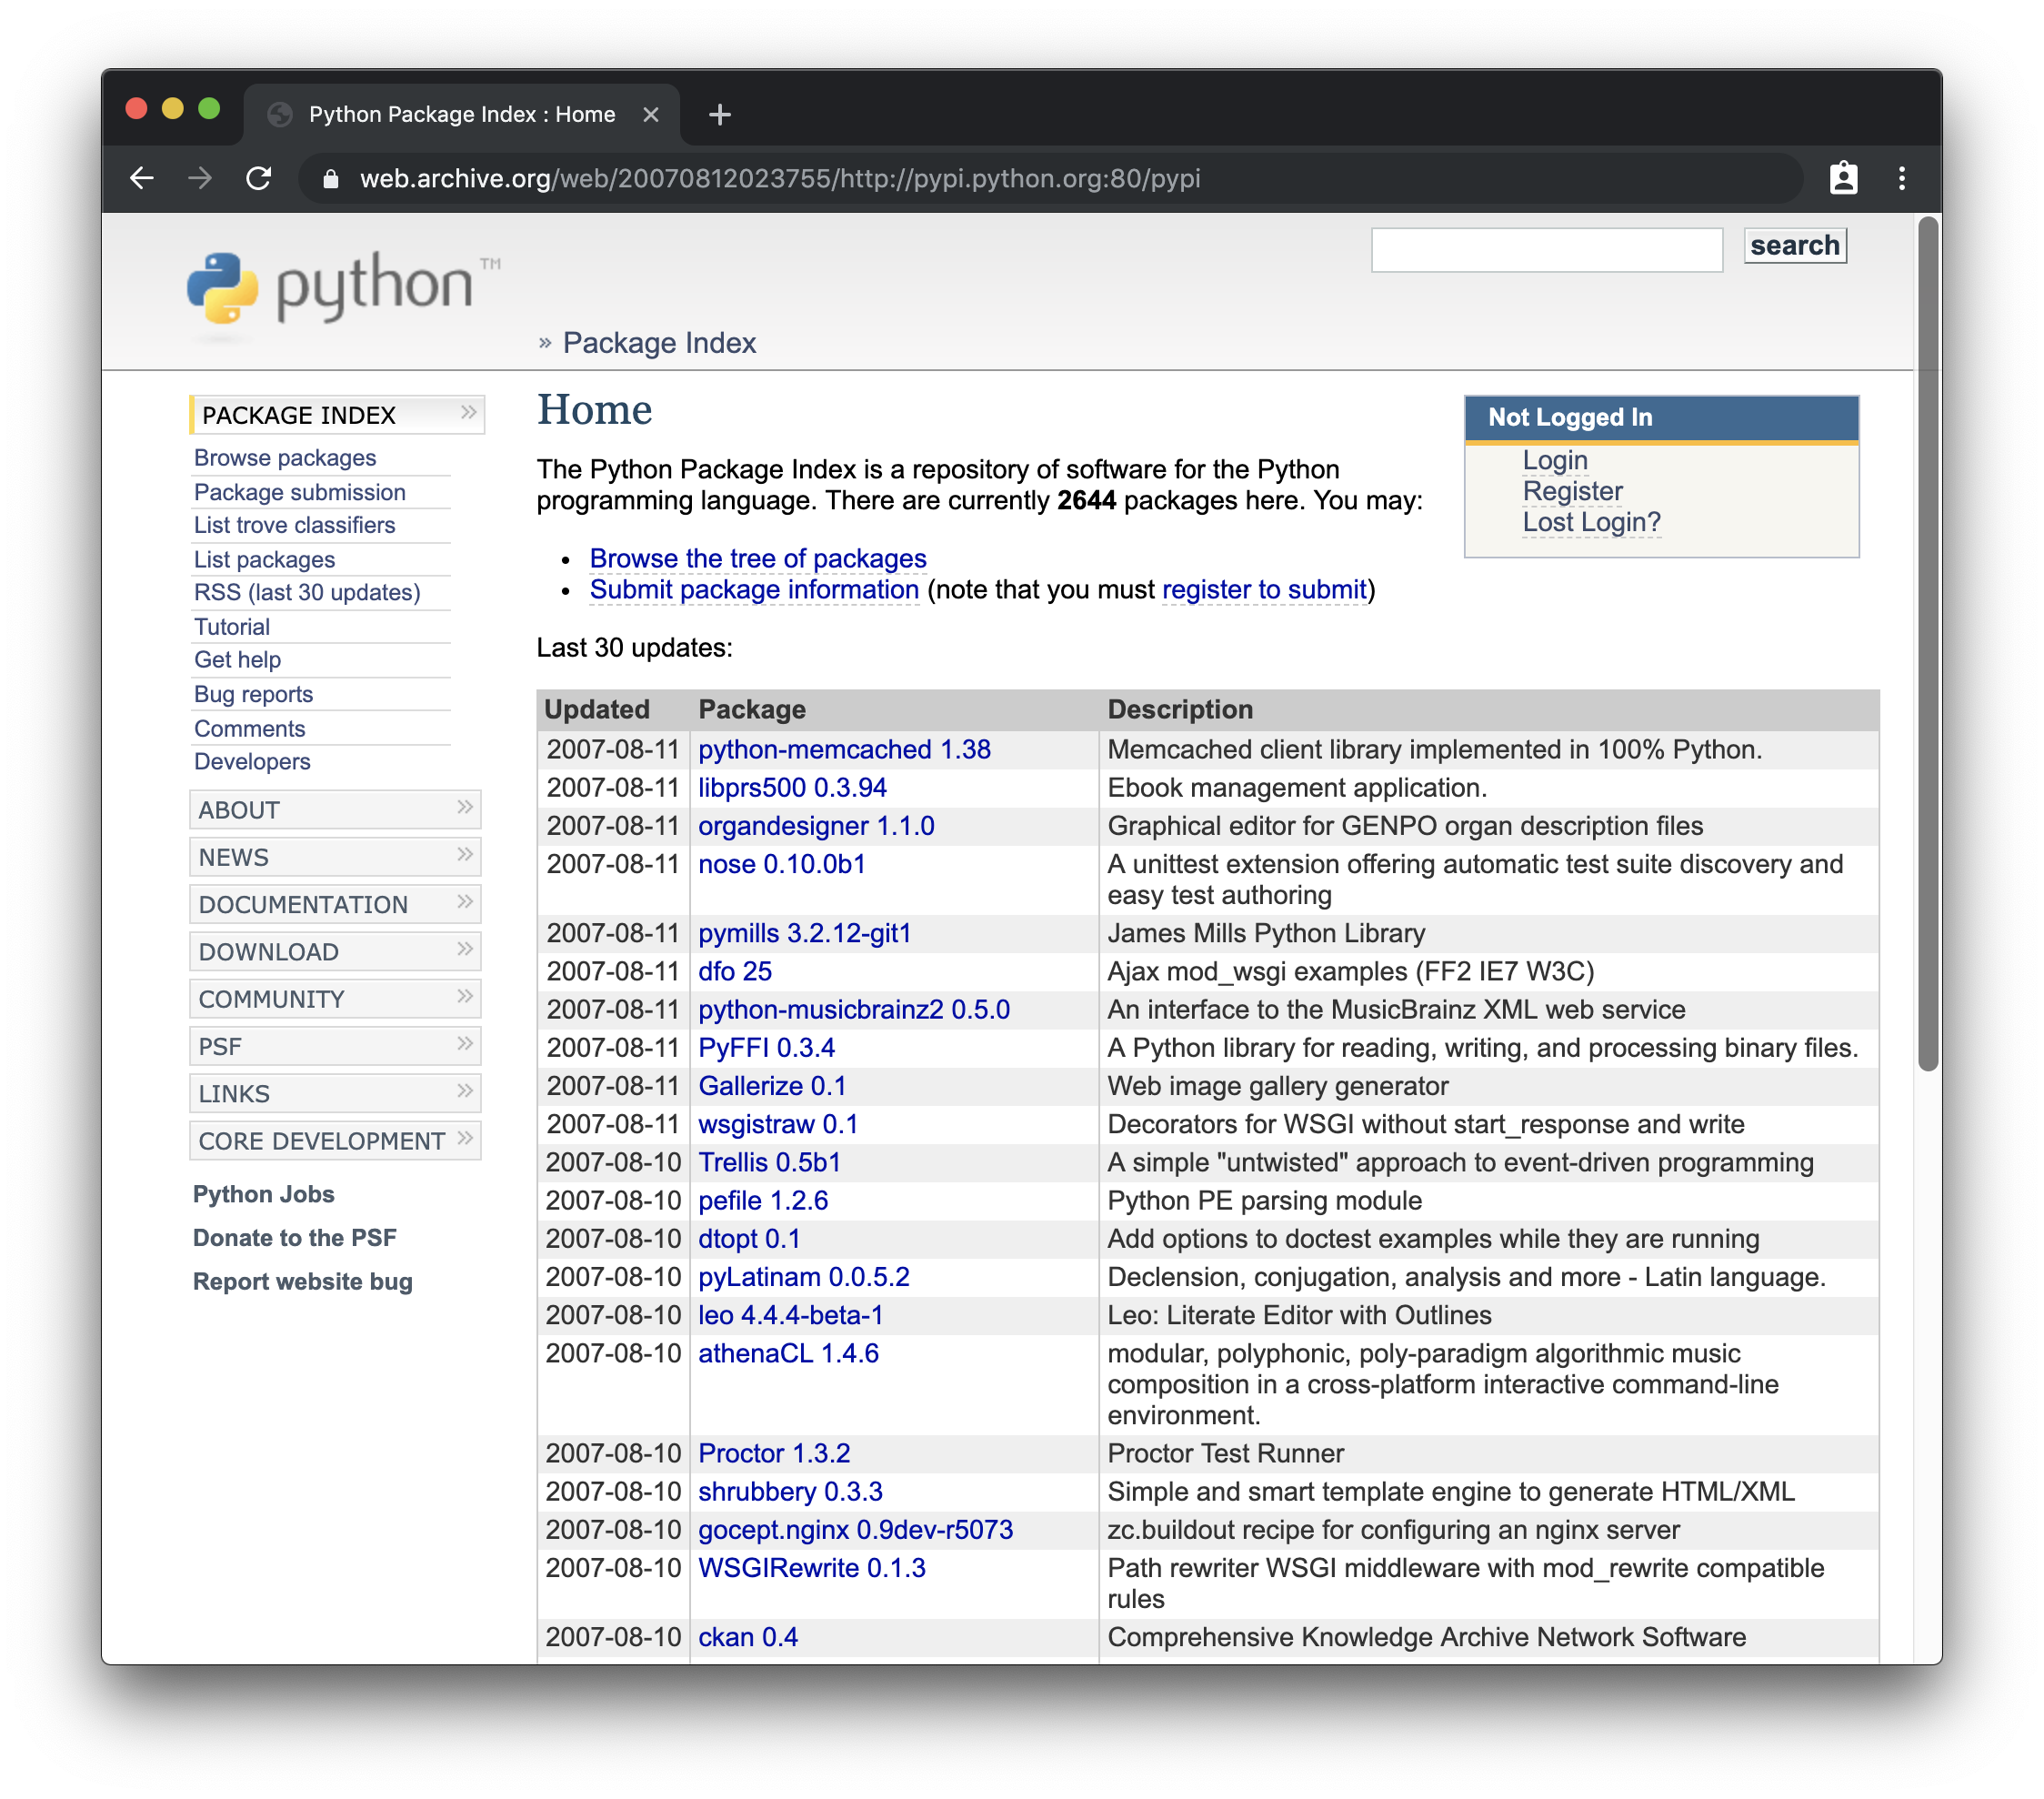 Python Package Index : Home
web.archive.org/web/20070812023755/http://pypi.python.org:80/pypi
python™
search
» Package Index
PACKAGE INDEX »
Browse packages
Package submission
List trove classifiers
List packages
RSS (last 30 updates)
Tutorial
Get help
Bug reports
Comments
Developers
ABOUT »
NEWS »
DOCUMENTATION »
DOWNLOAD »
COMMUNITY »
PSF »
LINKS »
CORE DEVELOPMENT »
Python Jobs
Donate to the PSF
Report website bug
Home
The Python Package Index is a repository of software for the Python
programming language. There are currently 2644 packages here. You may:
• Browse the tree of packages
• Submit package information (note that you must register to submit)
Not Logged In
Login
Register
Lost Login?
Last 30 updates:
Updated Package Description
2007-08-11 python-memcached 1.38 Memcached client library implemented in 100% Python.
2007-08-11 libprs500 0.3.94 Ebook management application.
2007-08-11 organdesigner 1.1.0 Graphical editor for GENPO organ description files
2007-08-11 nose 0.10.0b1 A unittest extension offering automatic test suite discovery and
easy test authoring
2007-08-11 pymills 3.2.12-git1 James Mills Python Library
2007-08-11 dfo 25 Ajax mod_wsgi examples (FF2 IE7 W3C)
2007-08-11 python-musicbrainz2 0.5.0 An interface to the MusicBrainz XML web service
2007-08-11 PyFFI 0.3.4 A Python library for reading, writing, and processing binary files.
2007-08-11 Gallerize 0.1 Web image gallery generator
2007-08-11 wsgistraw 0.1 Decorators for WSGI without start_response and write
2007-08-10 Trellis 0.5b1 A simple "untwisted" approach to event-driven programming
2007-08-10 pefile 1.2.6 Python PE parsing module
2007-08-10 dtopt 0.1 Add options to doctest examples while they are running
2007-08-10 pyLatinam 0.0.5.2 Declension, conjugation, analysis and more - Latin language.
2007-08-10 leo 4.4.4-beta-1 Leo: Literate Editor with Outlines
2007-08-10 athenaCL 1.4.6 modular, polyphonic, poly-paradigm algorithmic music
composition in a cross-platform interactive command-line
environment.
2007-08-10 Proctor 1.3.2 Proctor Test Runner
2007-08-10 shrubbery 0.3.3 Simple and smart template engine to generate HTML/XML
2007-08-10 gocept.nginx 0.9dev-r5073 zc.buildout recipe for configuring an nginx server
2007-08-10 WSGIRewrite 0.1.3 Path rewriter WSGI middleware with mod_rewrite compatible
rules
2007-08-10 ckan 0.4 Comprehensive Knowledge Archive Network Software